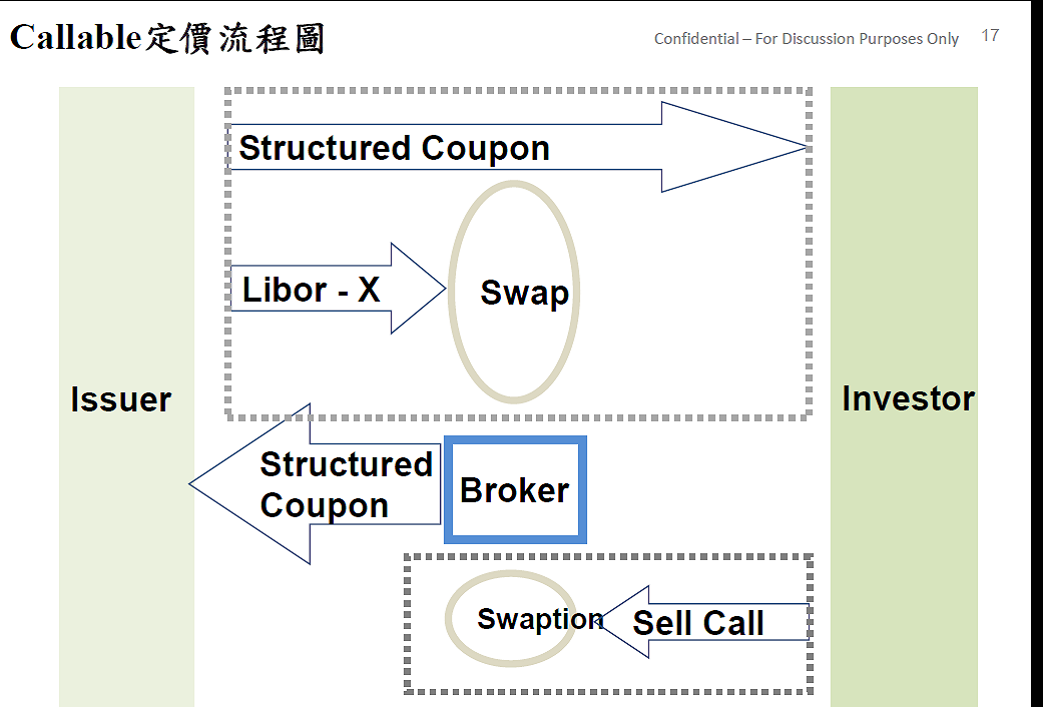 Callable定價流程圖
Confidential – For Discussion Purposes Only
17
Structured Coupon
Libor - X
Swap
Issuer
Investor
Structured
Coupon
Broker
Swaption
Sell Call